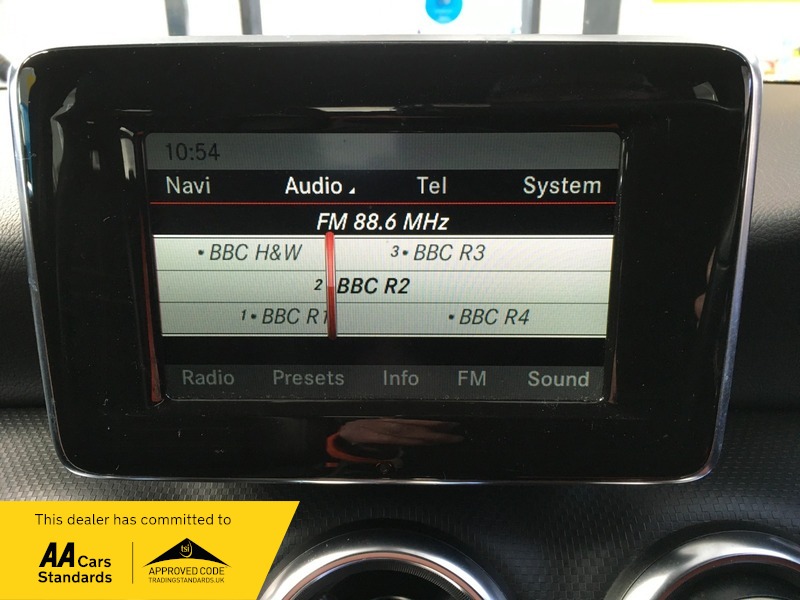 10:54
Navi Audio Tel System
FM 88.6 MHz
• BBC H&W 3• BBC R3
2 BBC R2
1• BBC R1 • BBC R4
Radio Presets Info FM Sound
This dealer has committed to
AA Cars
Standards
tsi
APPROVED CODE
TRADINGSTANDARDS.UK